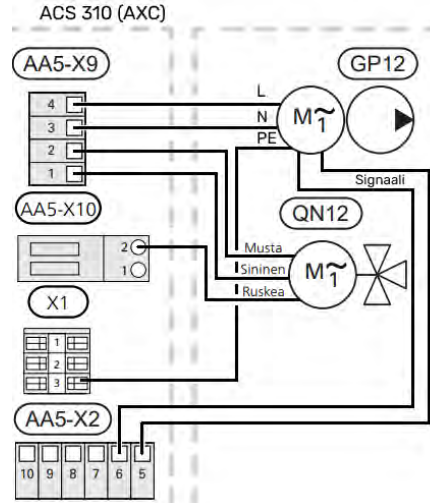 ACS 310 (AXC)
AA5-X9
GP12
4
L
3
N
M 1~
2
PE
1
Signaali
AA5-X10
QN12
2
Musta
1
Sininen
M 1~
Ruskea
X1
1
2
3
AA5-X2
10 9 8 7 6 5